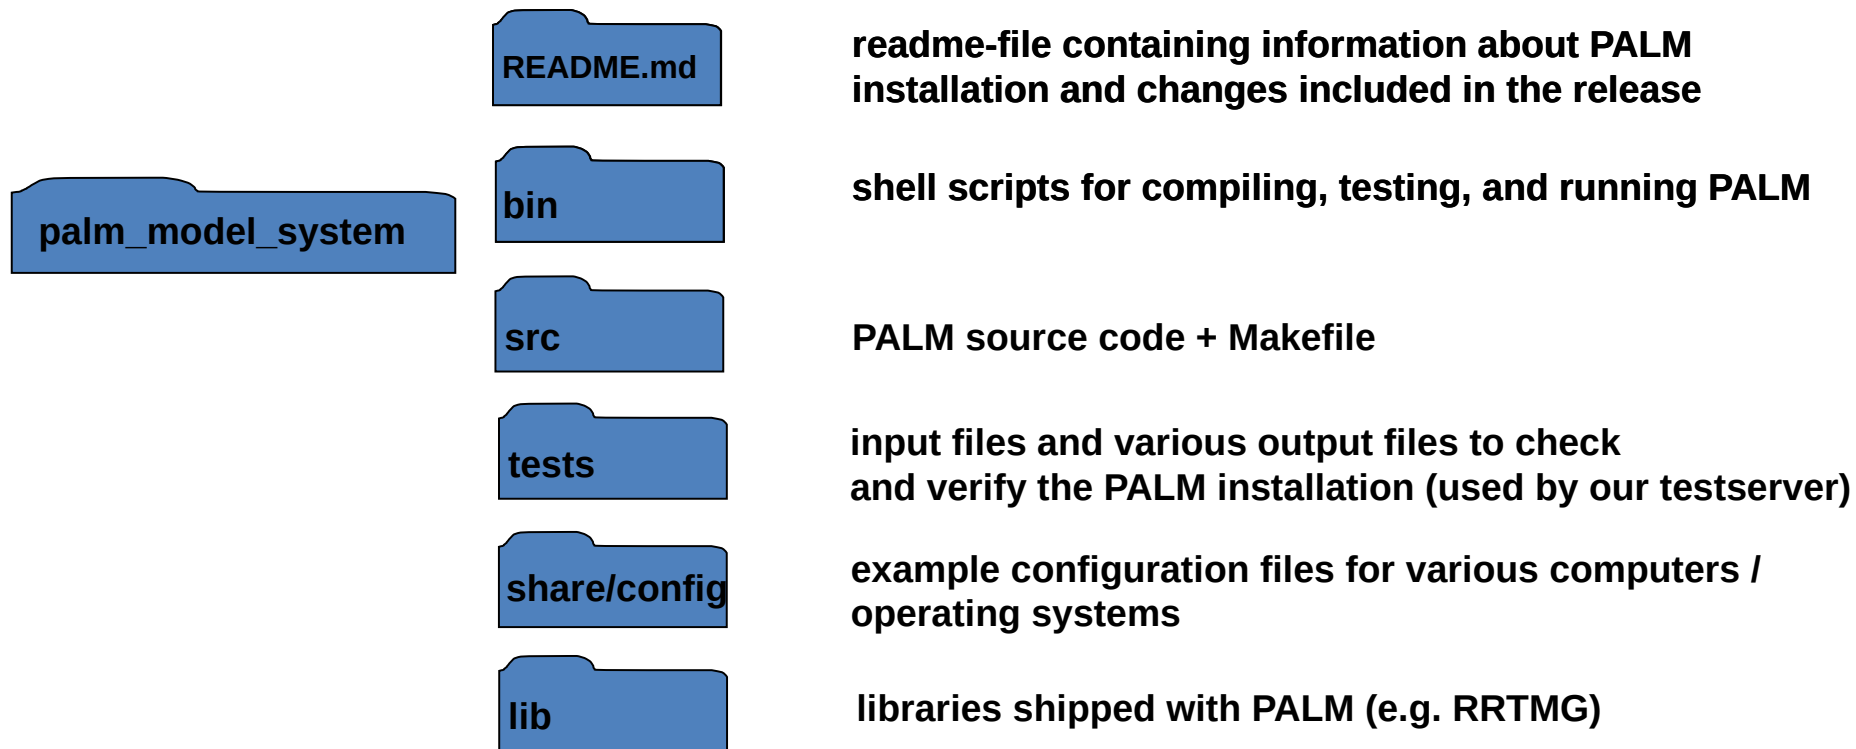 README.md
readme-file containing information about PALM
installation and changes included in the release
palm_model_system
bin
shell scripts for compiling, testing, and running PALM
src
PALM source code + Makefile
tests
input files and various output files to check
and verify the PALM installation (used by our testserver)
share/config
example configuration files for various computers /
operating systems
lib
libraries shipped with PALM (e.g. RRTMG)